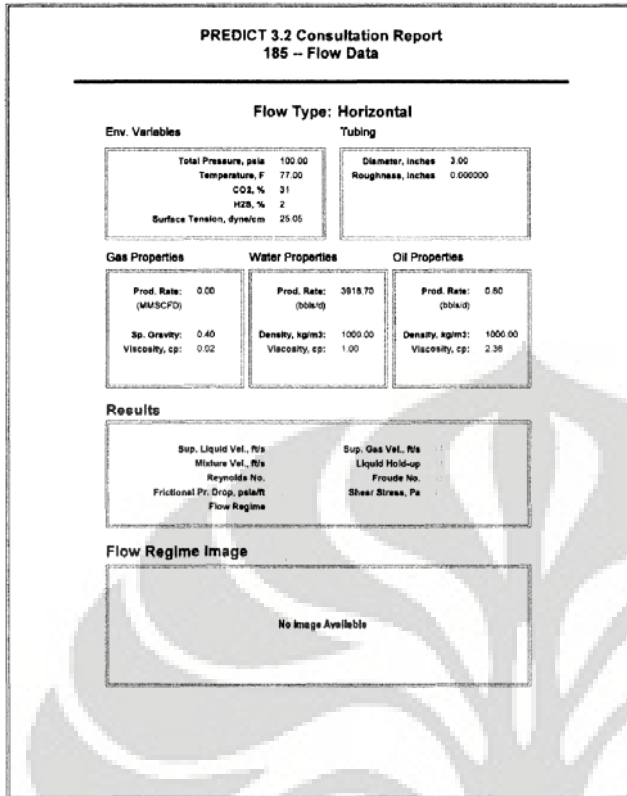 PREDICT 3.2 Consultation Report
185 -- Flow Data
Flow Type: Horizontal
Env. Variables
Tubing
Total Pressure, psia 100.00
Temperature, F 77.00
CO2, % 31
H2S, % 2
Surface Tension, dyne/cm 25.05
Diameter, inches 3.00
Roughness, inches 0.000000
Gas Properties
Water Properties
Oil Properties
Prod. Rate: 0.00
(MMSCFD)
Sp. Gravity: 0.40
Viscosity, cp: 0.02
Prod. Rate: 3918.70
(bbls/d)
Density, kg/m3: 1000.00
Viscosity, cp: 1.00
Prod. Rate: 0.80
(bbls/d)
Density, kg/m3: 1000.00
Viscosity, cp: 2.36
Results
Sup. Liquid Vel., ft/s
Mixture Vel., ft/s
Reynolds No.
Frictional Pr. Drop, psia/ft
Flow Regime
Sup. Gas Vel., ft/s
Liquid Hold-up
Froude No.
Shear Stress, Pa
Flow Regime Image
No Image Available